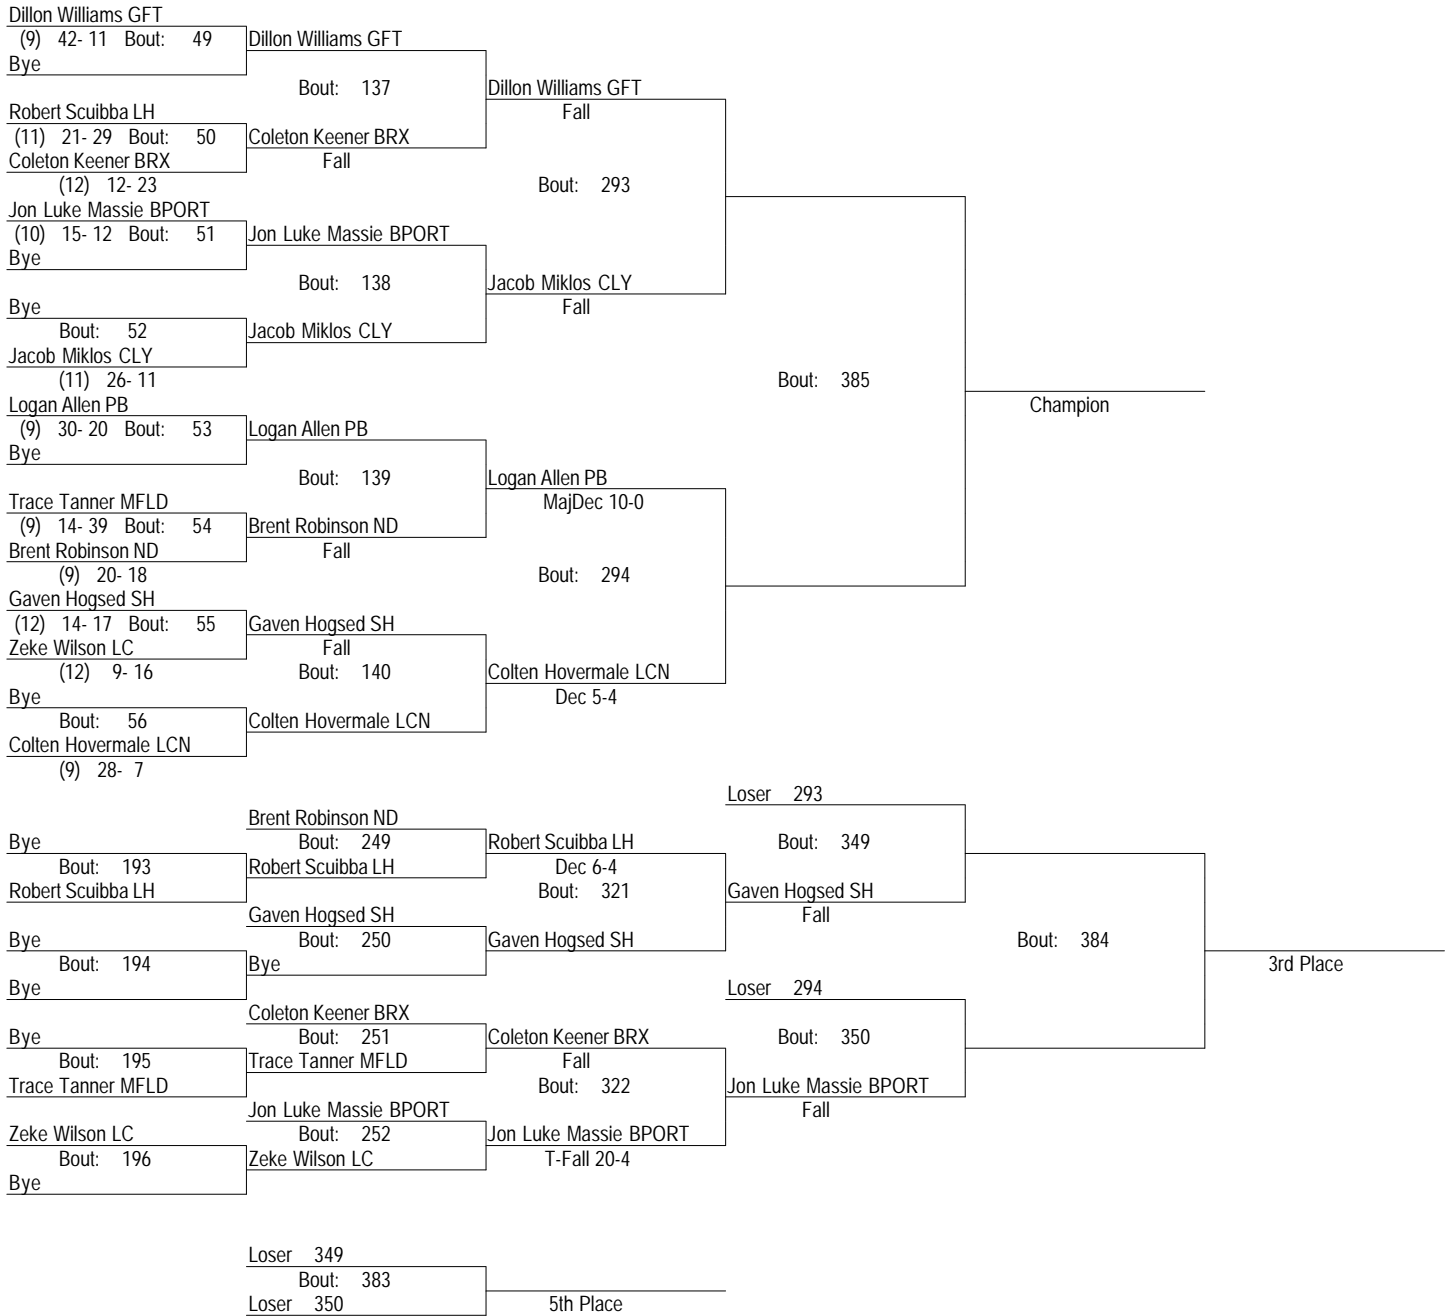 Dillon Williams GFT
(9) 42- 11 Bout: 49 Dillon Williams GFT
Bye
Bout: 137 Dillon Williams GFT
Robert Scuibba LH Fall
(11) 21- 29 Bout: 50 Coleton Keener BRX
Coleton Keener BRX Fall
(12) 12- 23 Bout: 293
Jon Luke Massie BPORT
(10) 15- 12 Bout: 51 Jon Luke Massie BPORT
Bye
Bout: 138 Jacob Miklos CLY
Bye Fall
Bout: 52 Jacob Miklos CLY
Jacob Miklos CLY
(11) 26- 11 Bout: 385
Logan Allen PB Champion
(9) 30- 20 Bout: 53 Logan Allen PB
Bye
Bout: 139 Logan Allen PB
Trace Tanner MFLD MajDec 10-0
(9) 14- 39 Bout: 54 Brent Robinson ND
Brent Robinson ND Fall
(9) 20- 18 Bout: 294
Gaven Hogsed SH
(12) 14- 17 Bout: 55 Gaven Hogsed SH
Zeke Wilson LC Fall
(12) 9- 16 Bout: 140 Colten Hovermale LCN
Bye Dec 5-4
Bout: 56 Colten Hovermale LCN
Colten Hovermale LCN
(9) 28- 7
Loser 293
Brent Robinson ND
Bye Bout: 249 Robert Scuibba LH Bout: 349
Bout: 193 Robert Scuibba LH Dec 6-4
Robert Scuibba LH Bout: 321 Gaven Hogsed SH
Gaven Hogsed SH Fall
Bye Bout: 250 Gaven Hogsed SH Bout: 384
Bout: 194 Bye 3rd Place
Bye Loser 294
Coleton Keener BRX
Bye Bout: 251 Coleton Keener BRX Bout: 350
Bout: 195 Trace Tanner MFLD Fall
Trace Tanner MFLD Bout: 322 Jon Luke Massie BPORT
Jon Luke Massie BPORT Fall
Zeke Wilson LC Bout: 252 Jon Luke Massie BPORT
Bout: 196 Zeke Wilson LC T-Fall 20-4
Bye
Loser 349
Bout: 383
Loser 350 5th Place